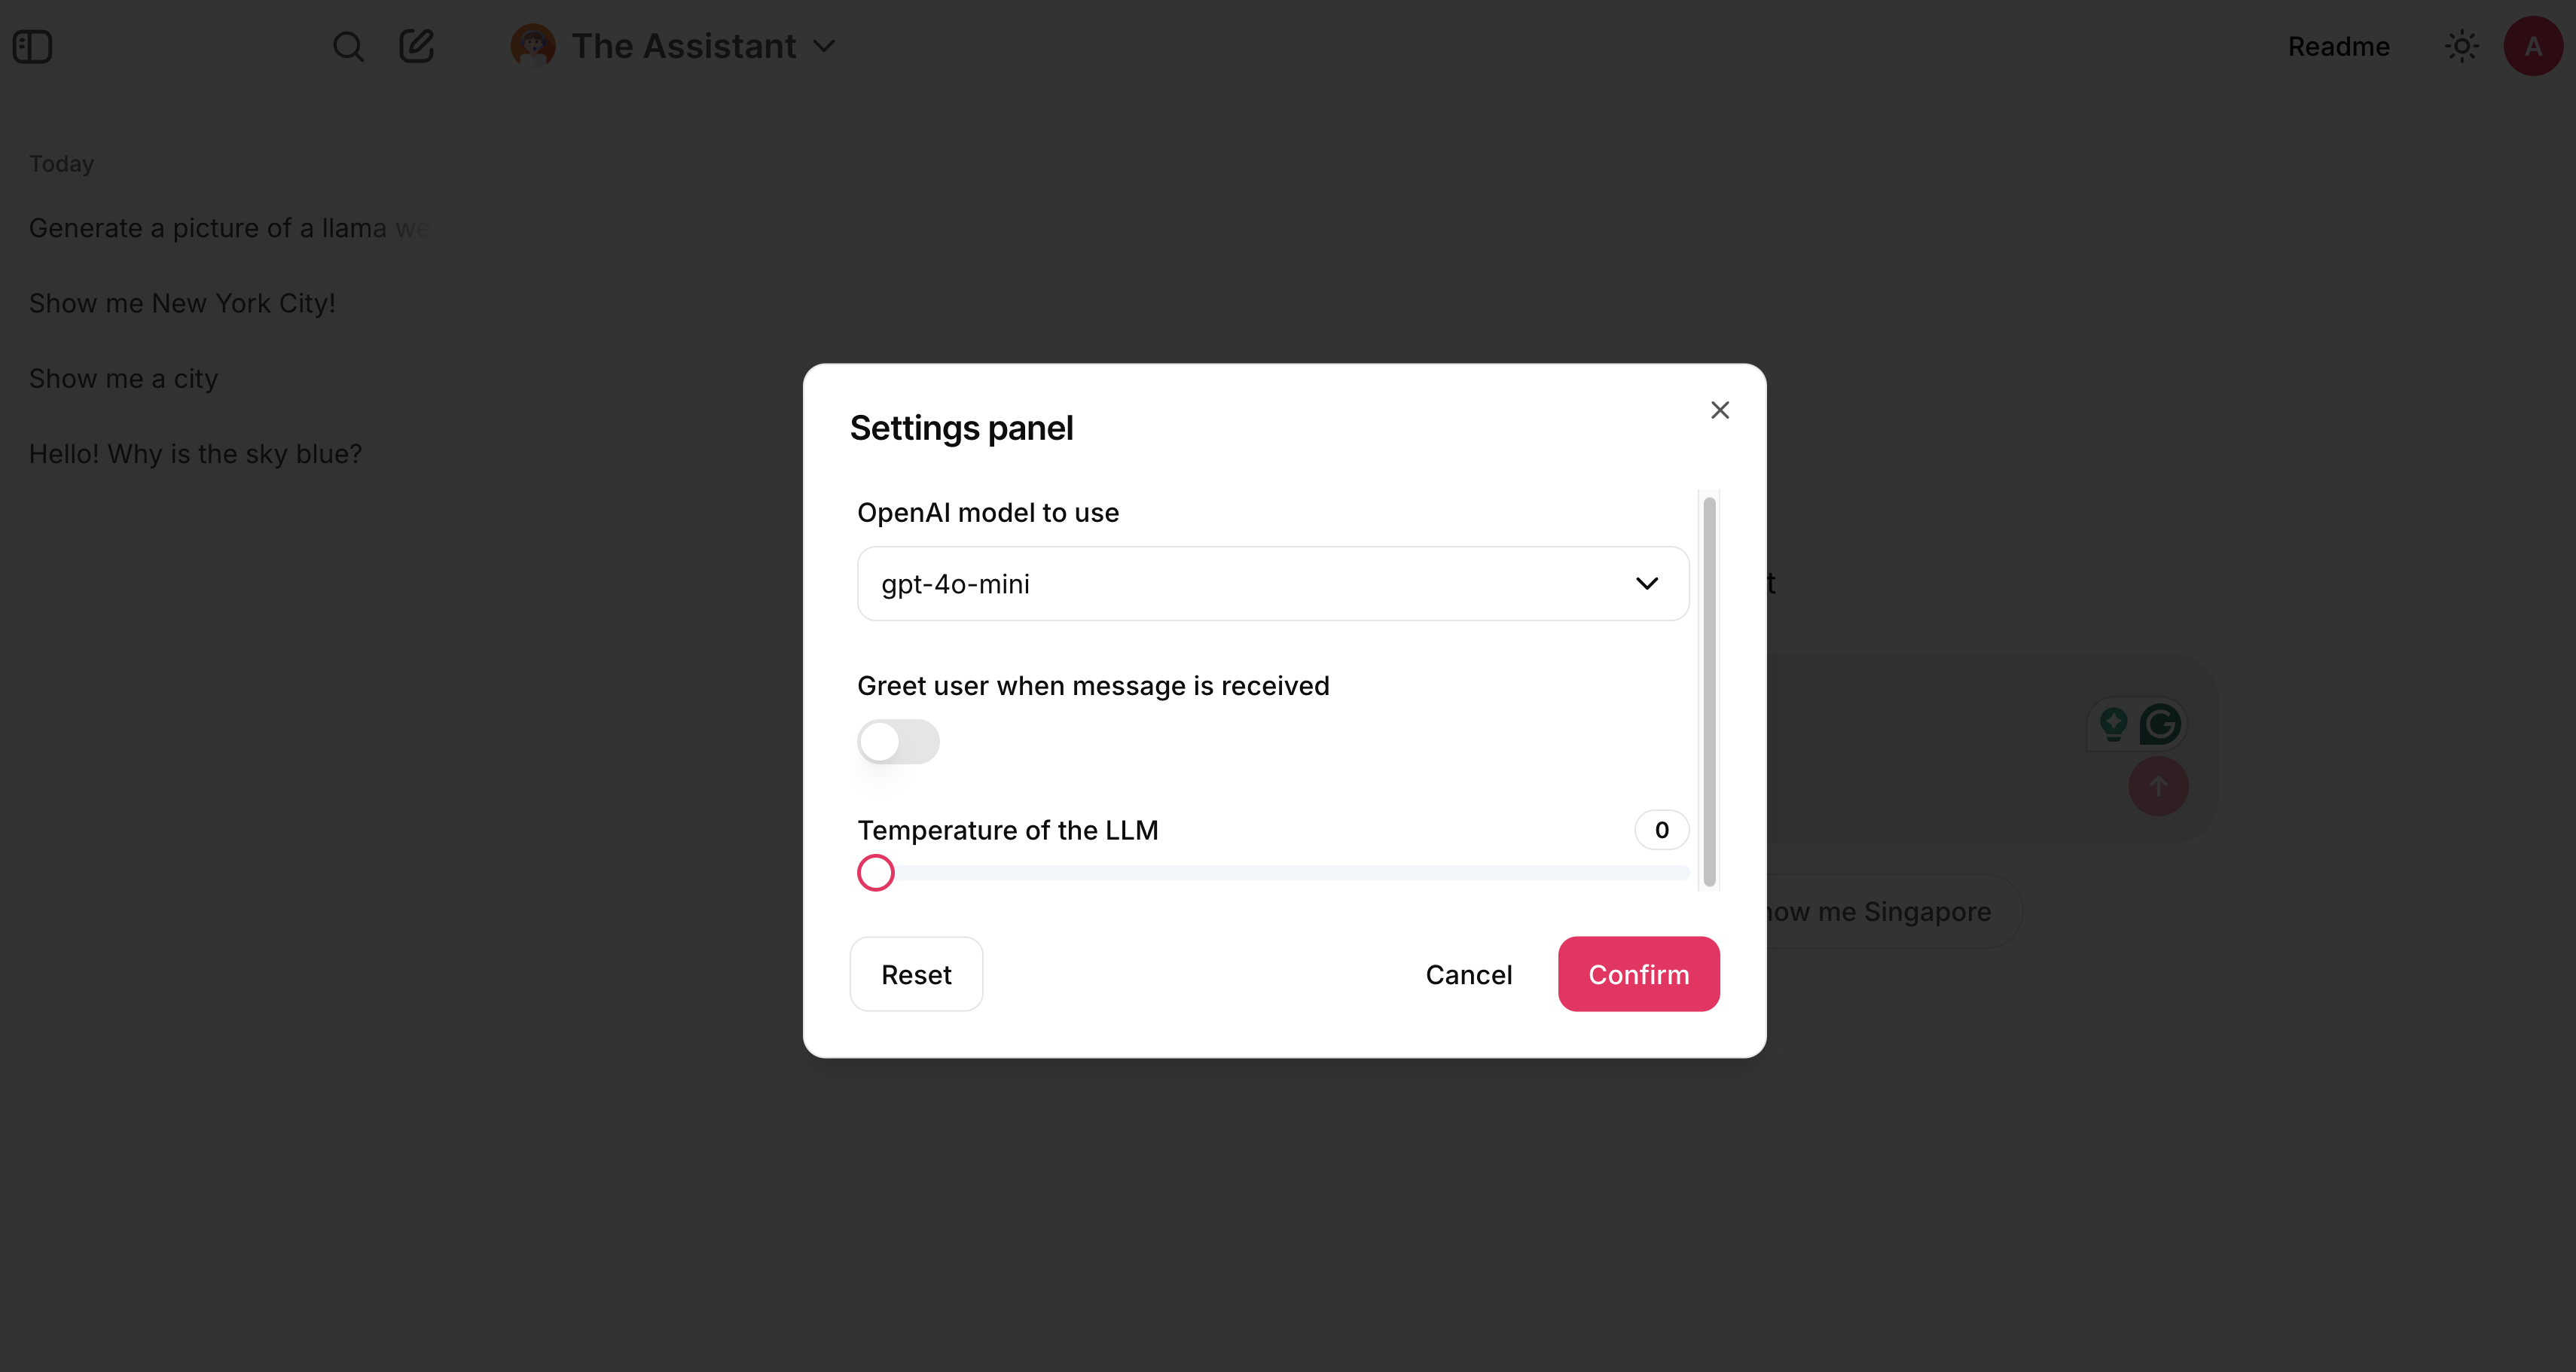 The Assistant
Readme
A
Today
Generate a picture of a llama we
Show me New York City!
Show me a city
Hello! Why is the sky blue?
Settings panel
OpenAI model to use
gpt-4o-mini
Greet user when message is received
Temperature of the LLM
0
Reset
Cancel
Confirm
me Singapore